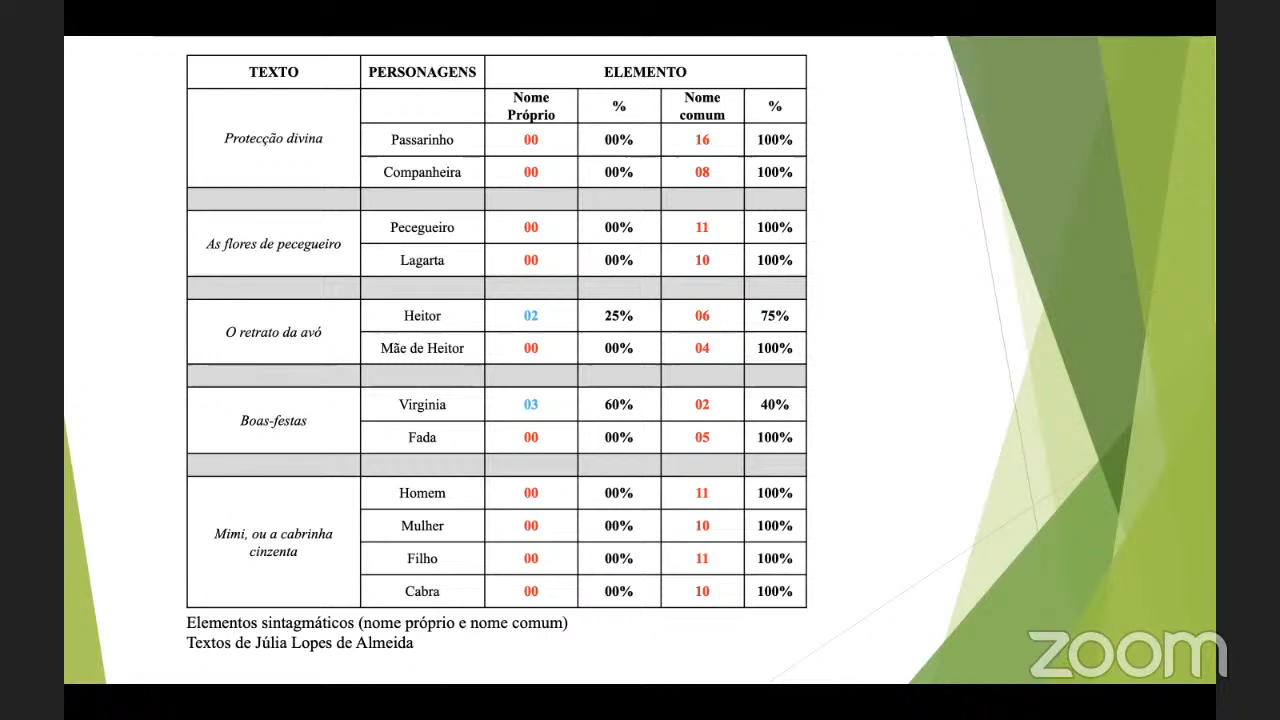 TEXTO PERSONAGENS ELEMENTO
Nome Próprio % Nome comum %
Protecção divina
Passarinho 00 00% 16 100%
Companheira 00 00% 08 100%
As flores de pecegueiro
Pecegueiro 00 00% 11 100%
Lagarta 00 00% 10 100%
O retrato da avó
Heitor 02 25% 06 75%
Mãe de Heitor 00 00% 04 100%
Boas-festas
Virginia 03 60% 02 40%
Fada 00 00% 05 100%
Mimi, ou a cabrinha
cinzenta
Homem 00 00% 11 100%
Mulher 00 00% 10 100%
Filho 00 00% 11 100%
Cabra 00 00% 10 100%
Elementos sintagmáticos (nome próprio e nome comum)
Textos de Júlia Lopes de Almeida
zoom